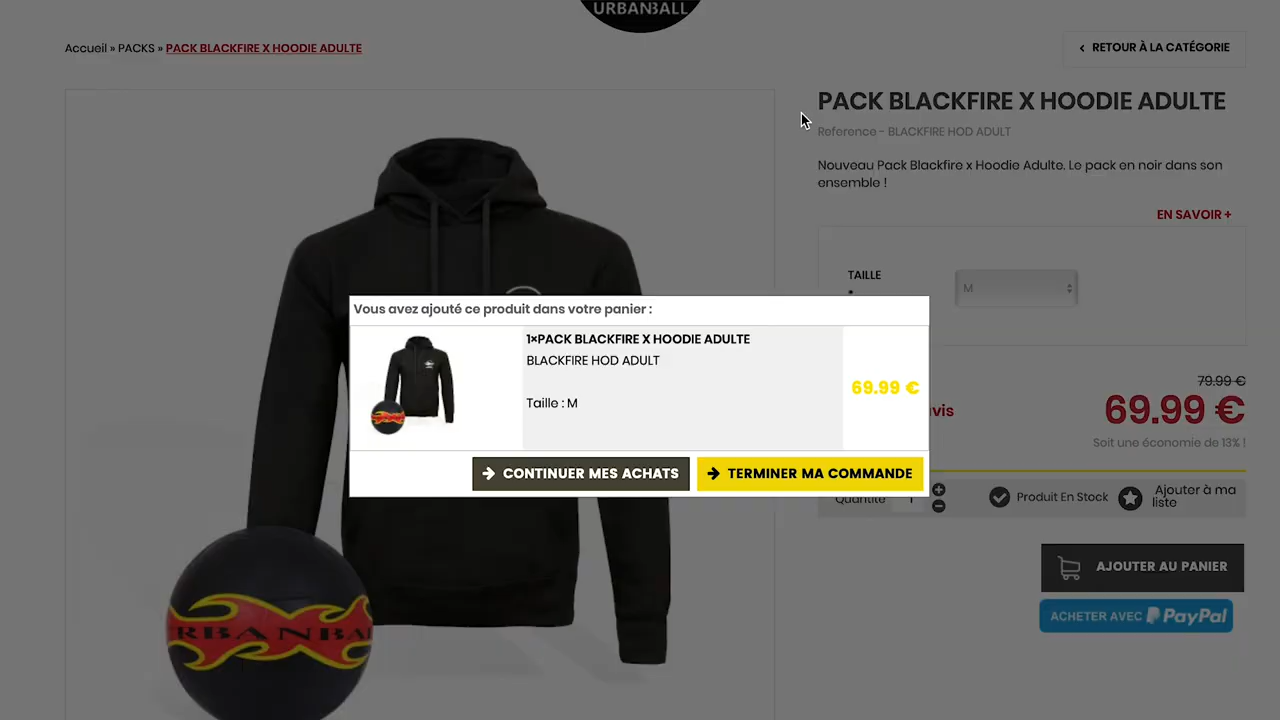 URBANBALL
Accueil » PACKS » PACK BLACKFIRE X HOODIE ADULTE
RETOUR À LA CATÉGORIE
PACK BLACKFIRE X HOODIE ADULTE
Reference - BLACKFIRE HOD ADULT
Nouveau Pack Blackfire x Hoodie Adulte. Le pack en noir dans son
ensemble !
EN SAVOIR +
TAILLE
*
M
Vous avez ajouté ce produit dans votre panier :
1×PACK BLACKFIRE X HOODIE ADULTE
BLACKFIRE HOD ADULT
Taille : M
69.99 €
CONTINUER MES ACHATS
TERMINER MA COMMANDE
79.99 €
avis
69.99 €
Soit une économie de 13% !
Quantité
1
Produit En Stock
Ajouter à ma
liste
AJOUTER AU PANIER
ACHETER AVEC PayPal
RBANBA